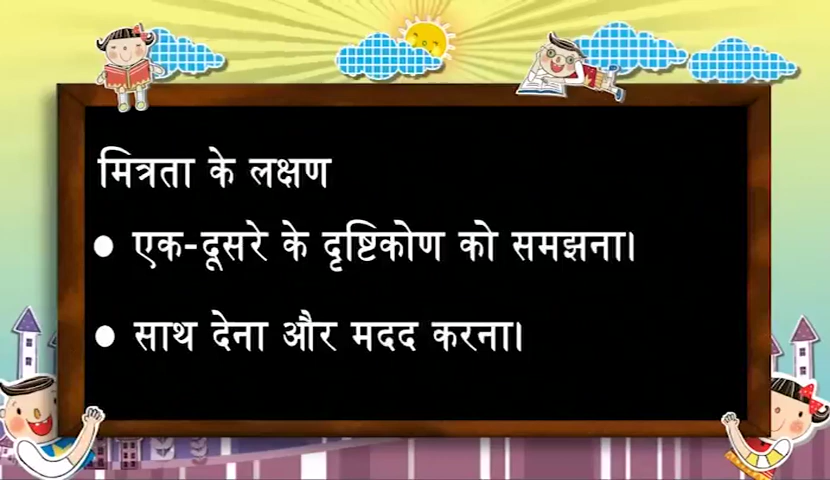 मित्रता के लक्षण
● एक-दूसरे के दृष्टिकोण को समझना।
● साथ देना और मदद करना।